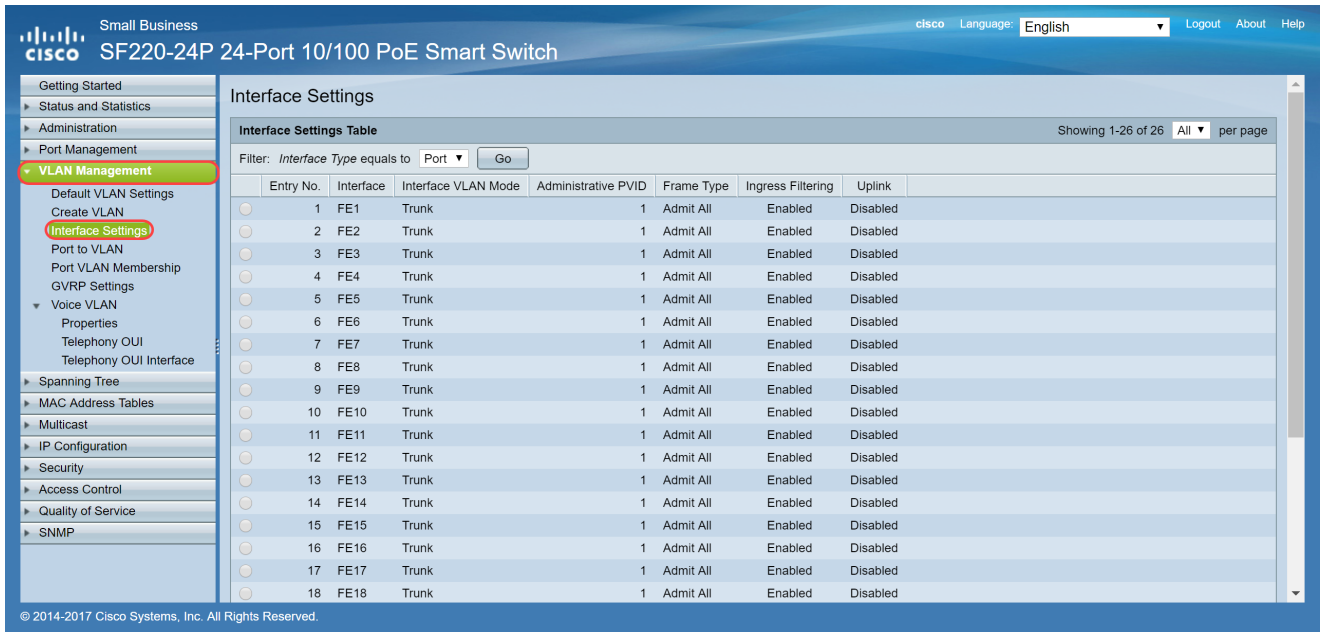 Small Business
cisco Language: English Logout About Help
CISCO SF220-24P 24-Port 10/100 PoE Smart Switch
Getting Started
Status and Statistics
Administration
Port Management
VLAN Management
Default VLAN Settings
Create VLAN
Interface Settings
Port to VLAN
Port VLAN Membership
GVRP Settings
Voice VLAN
Properties
Telephony OUI
Telephony OUI Interface
Spanning Tree
MAC Address Tables
Multicast
IP Configuration
Security
Access Control
Quality of Service
SNMP
Interface Settings
Interface Settings Table Showing 1-26 of 26 All per page
Filter: Interface Type equals to Port Go
Entry No. Interface Interface VLAN Mode Administrative PVID Frame Type Ingress Filtering Uplink
1 FE1 Trunk 1 Admit All Enabled Disabled
2 FE2 Trunk 1 Admit All Enabled Disabled
3 FE3 Trunk 1 Admit All Enabled Disabled
4 FE4 Trunk 1 Admit All Enabled Disabled
5 FE5 Trunk 1 Admit All Enabled Disabled
6 FE6 Trunk 1 Admit All Enabled Disabled
7 FE7 Trunk 1 Admit All Enabled Disabled
8 FE8 Trunk 1 Admit All Enabled Disabled
9 FE9 Trunk 1 Admit All Enabled Disabled
10 FE10 Trunk 1 Admit All Enabled Disabled
11 FE11 Trunk 1 Admit All Enabled Disabled
12 FE12 Trunk 1 Admit All Enabled Disabled
13 FE13 Trunk 1 Admit All Enabled Disabled
14 FE14 Trunk 1 Admit All Enabled Disabled
15 FE15 Trunk 1 Admit All Enabled Disabled
16 FE16 Trunk 1 Admit All Enabled Disabled
17 FE17 Trunk 1 Admit All Enabled Disabled
18 FE18 Trunk 1 Admit All Enabled Disabled
© 2014-2017 Cisco Systems, Inc. All Rights Reserved.